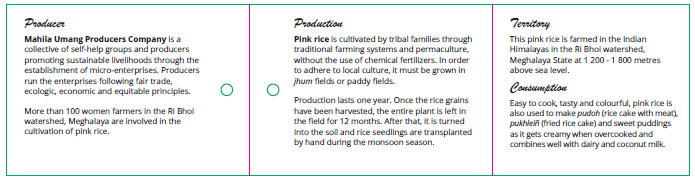 Producer
Mahila Umang Producers Company is a
collective of self-help groups and producers
promoting sustainable livelihoods through the
establishment of micro-enterprises. Producers
run the enterprises following fair trade,
ecologic, economic and equitable principles.
More than 100 women farmers in the Ri Bhoi
watershed, Meghalaya are involved in the
cultivation of pink rice.
Production
Pink rice is cultivated by tribal families through
traditional farming systems and permaculture,
without the use of chemical fertilizers. In order
to adhere to local culture, it must be grown in
jhum fields or paddy fields.
Production lasts one year. Once the rice grains
have been harvested, the entire plant is left in
the field for 12 months. After that, it is turned
into the soil and rice seedlings are transplanted
by hand during the monsoon season.
Territory
This pink rice is farmed in the Indian
Himalayas in the Ri Bhoi watershed,
Meghalaya State at 1 200 - 1 800 metres
above sea level.
Consumption
Easy to cook, tasty and colourful, pink rice is
also used to make pudoh (rice cake with meat),
pukhleiñ (fried rice cake) and sweet puddings
as it gets creamy when overcooked and
combines well with dairy and coconut milk.